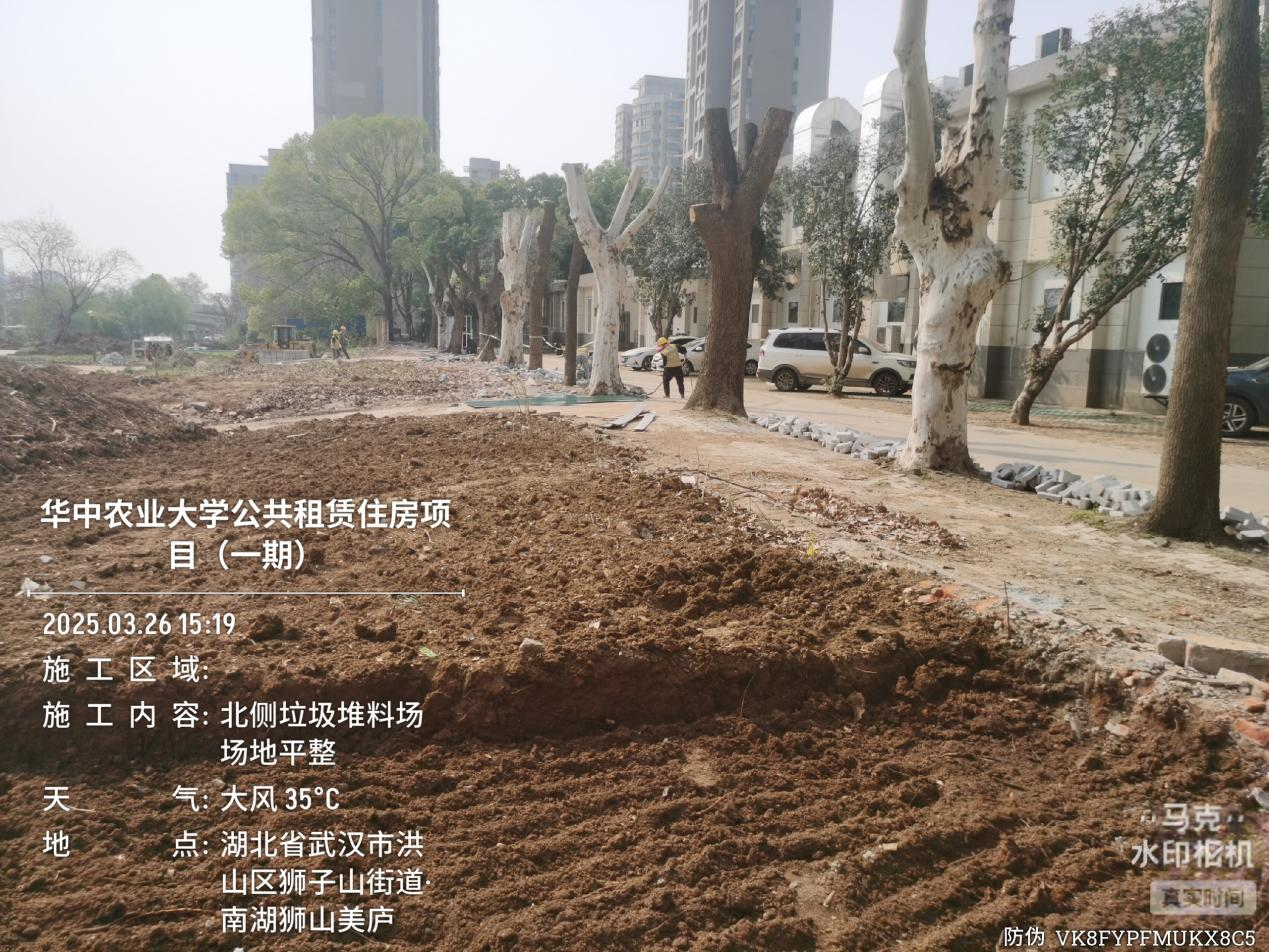 华中农业大学公共租赁住房项
目（一期）
2025.03.26 15:19
施工区域:
施工内容: 北侧垃圾堆料场
场地平整
天气: 大风 35°C
地点: 湖北省武汉市洪
山区狮子山街道·
南湖狮山美庐
马克
水印相机
真实时间
防伪 VK8FYPFMUKX8C5